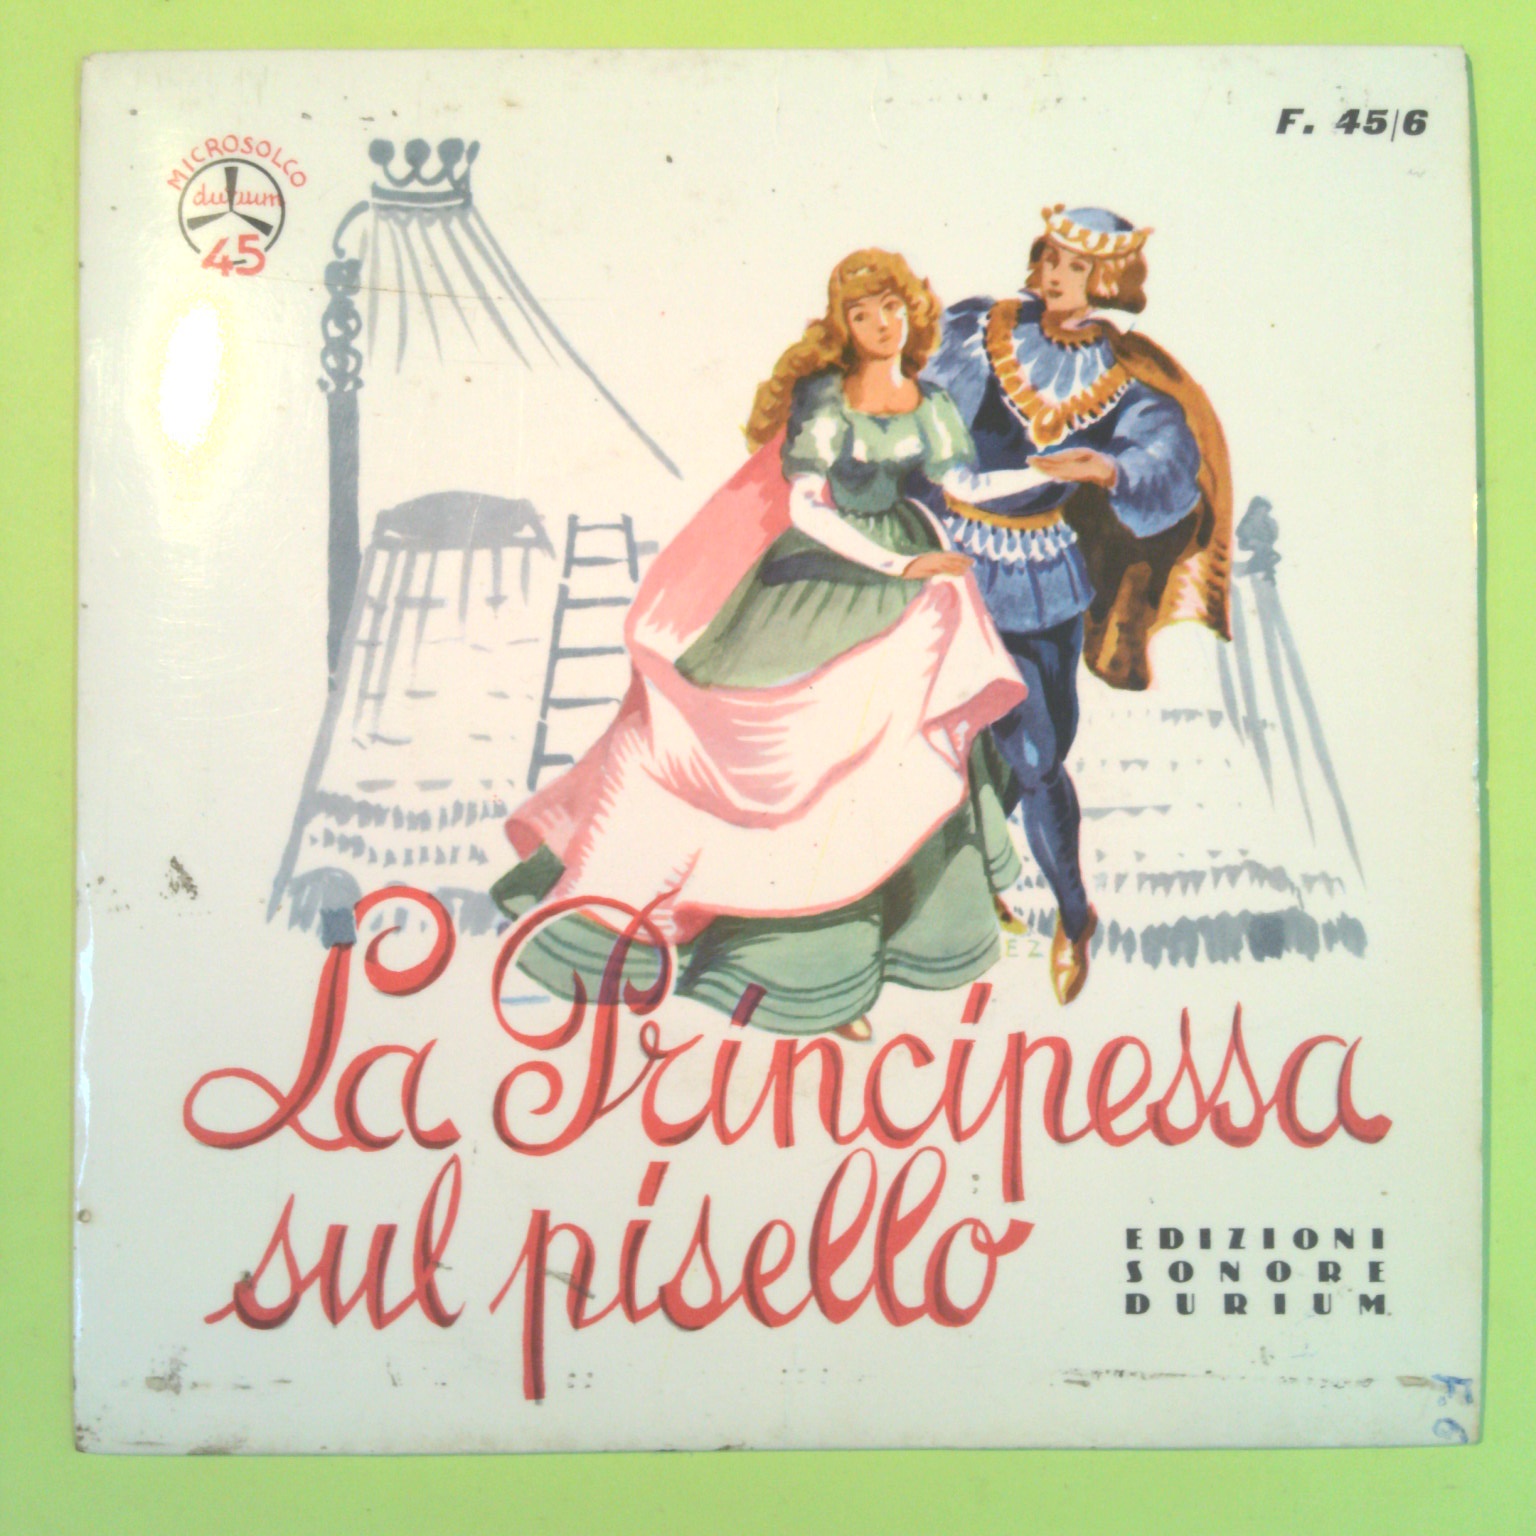 F. 45/6
MICROSOLCO
durium
45
EZ
La Principessa
sul pisello
EDIZIONI
SONORE
DURIUM